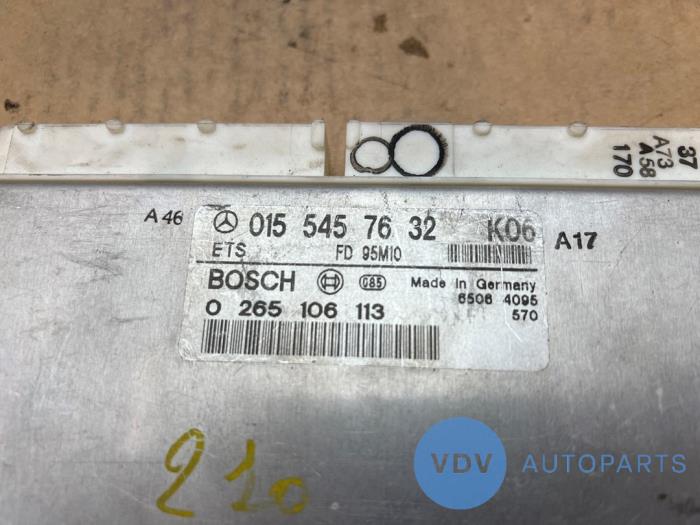 37
A73
A58
170
A 46
015 545 76 32 K06
A17
ETS FD 95M10
BOSCH 085 Made in Germany
6506 4095
0 265 106 113 570
210
VDV AUTOPARTS